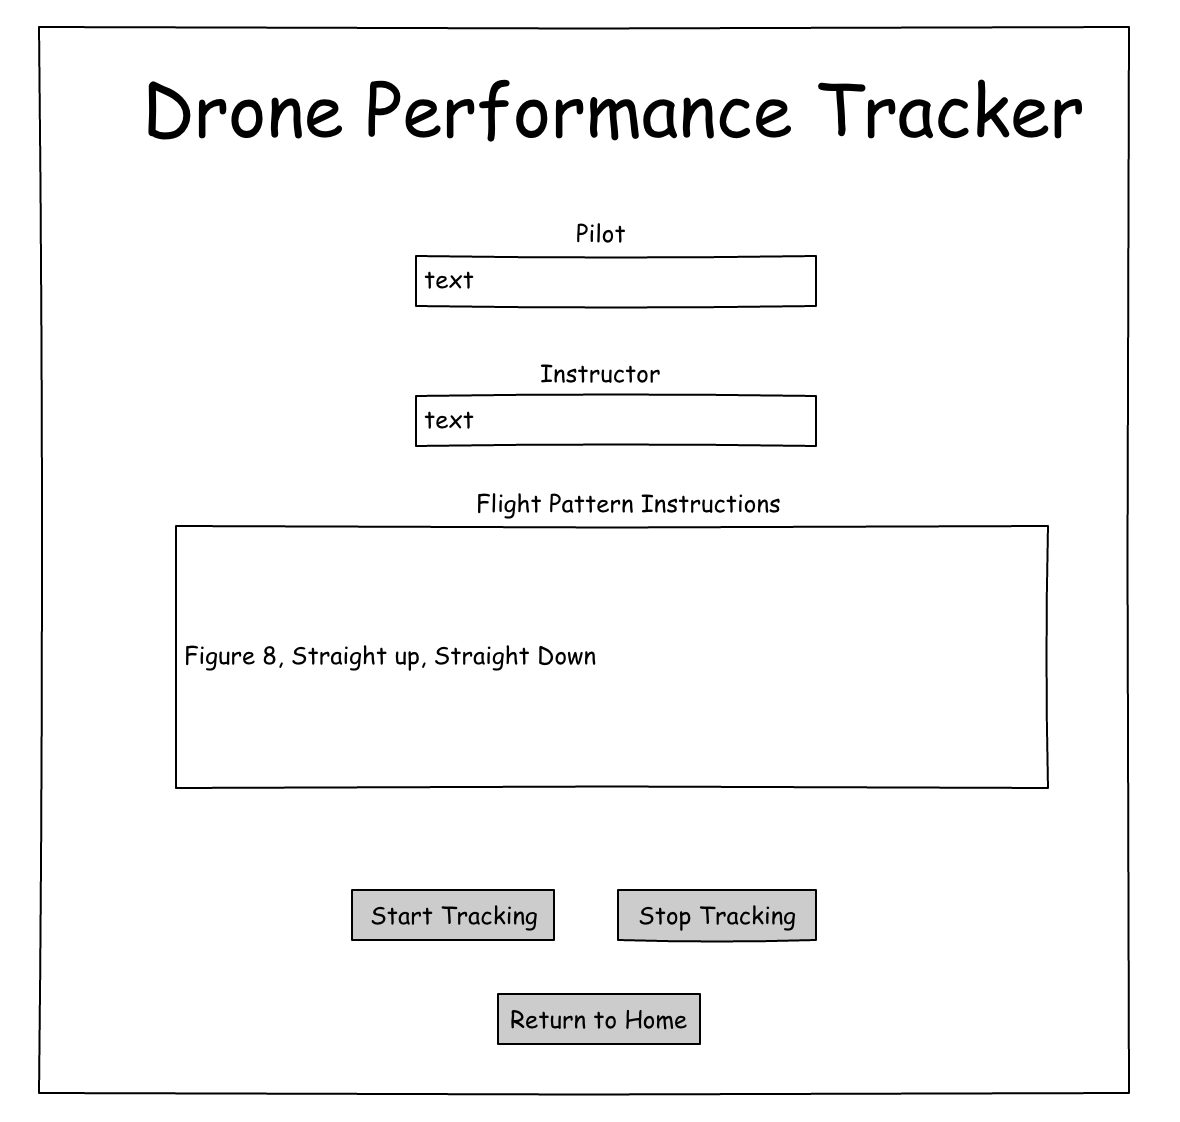 Drone Performance Tracker
Pilot
text
Instructor
text
Flight Pattern Instructions
Figure 8, Straight up, Straight Down
Start Tracking
Stop Tracking
Return to Home